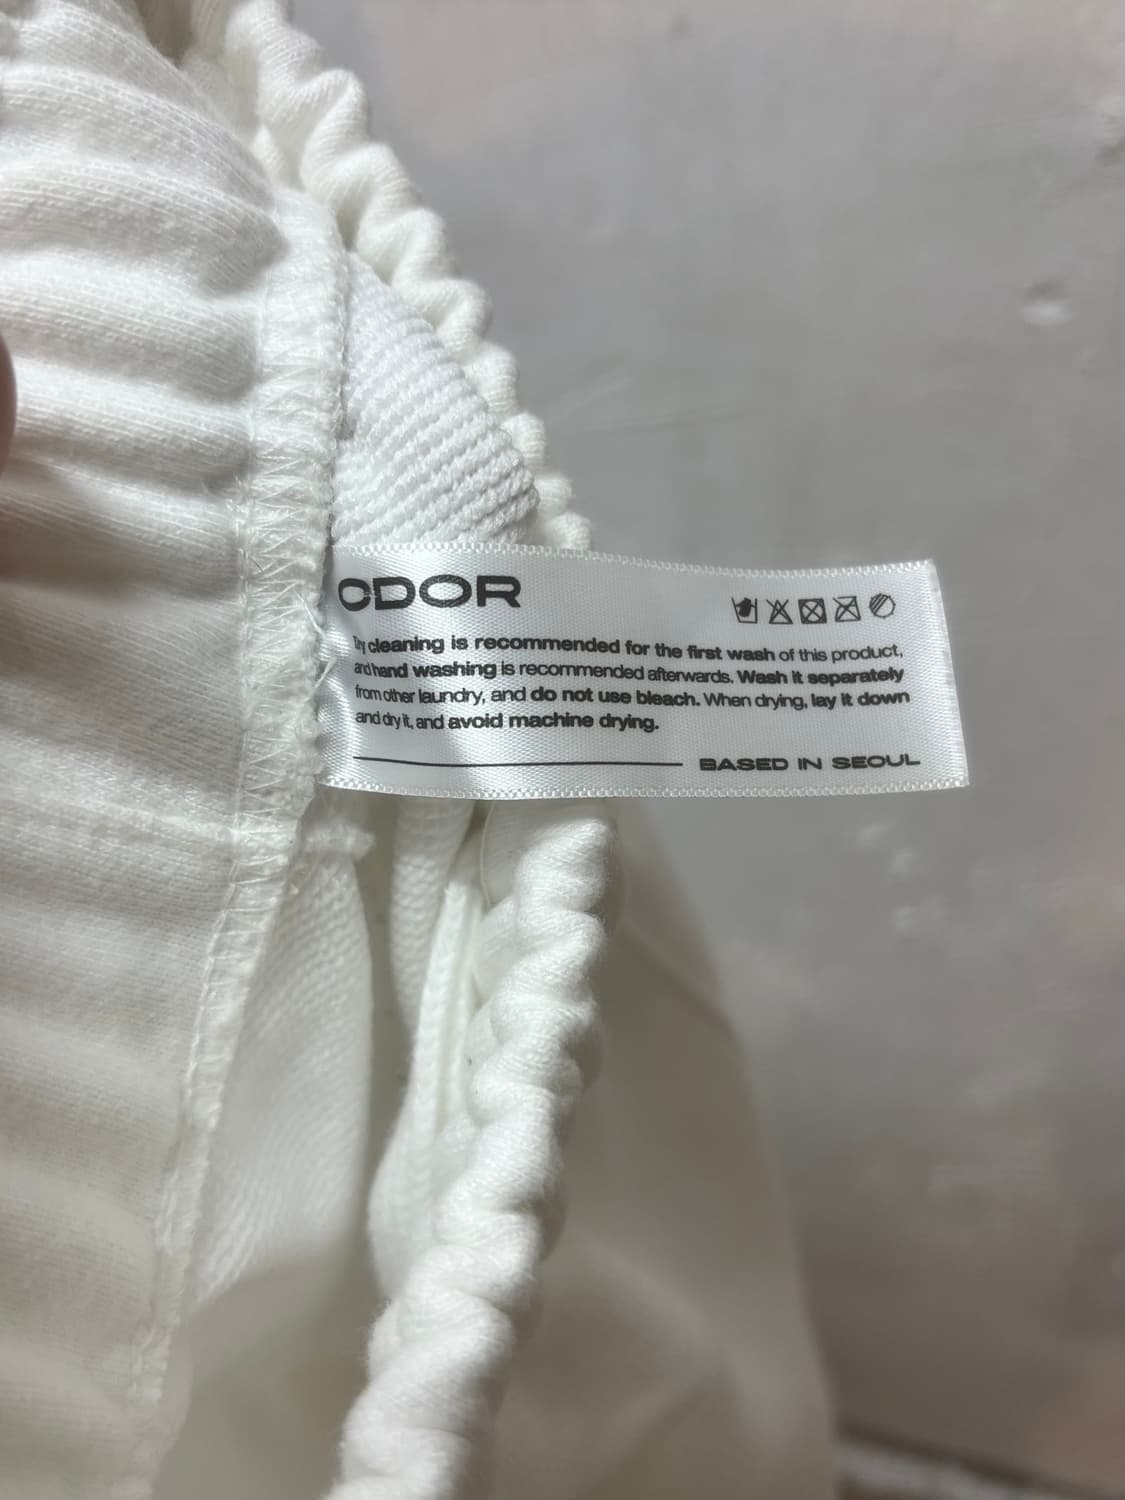 CDOR
Dry cleaning is recommended for the first wash of this product,
and hand washing is recommended afterwards. Wash it separately
from other laundry, and do not use bleach. When drying, lay it down
and dry it, and avoid machine drying.
BASED IN SEOUL